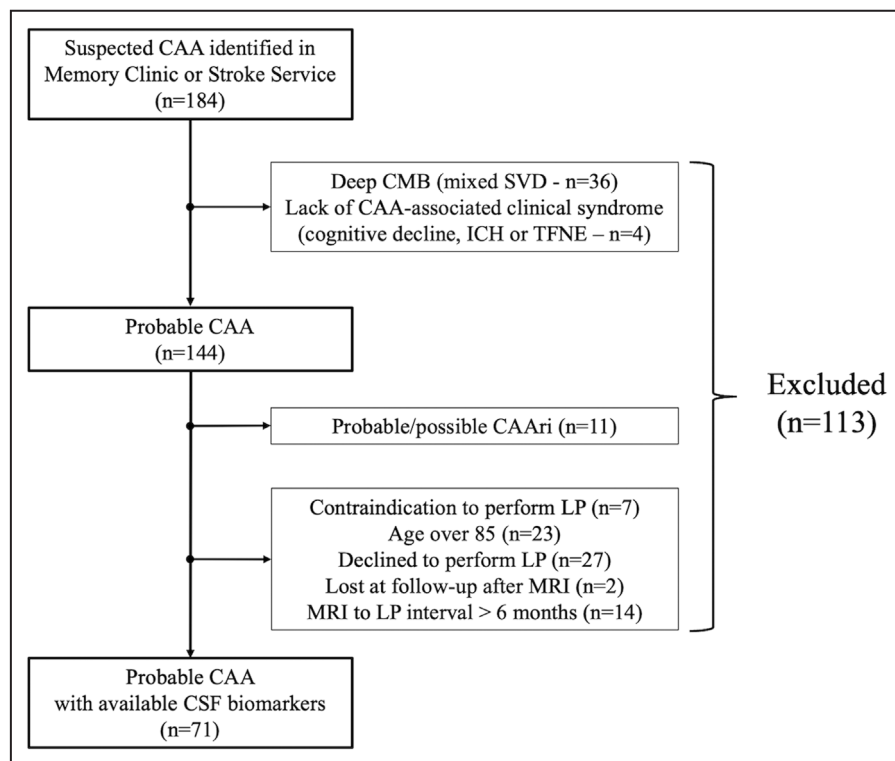 Suspected CAA identified in
Memory Clinic or Stroke Service
(n=184)
Deep CMB (mixed SVD - n=36)
Lack of CAA-associated clinical syndrome
(cognitive decline, ICH or TFNE – n=4)
Probable CAA
(n=144)
Excluded
(n=113)
Probable/possible CAAri (n=11)
Contraindication to perform LP (n=7)
Age over 85 (n=23)
Declined to perform LP (n=27)
Lost at follow-up after MRI (n=2)
MRI to LP interval > 6 months (n=14)
Probable CAA
with available CSF biomarkers
(n=71)